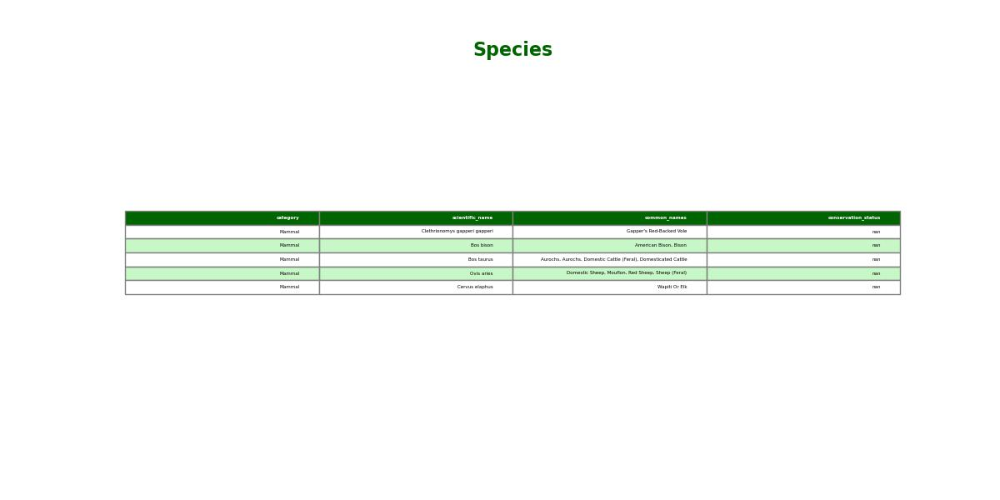 Species
category scientific_name common_names conservation_status
Mammal Clethrionomys gapperi gapperi Gapper's Red-Backed Vole nan
Mammal Bos bison American Bison, Bison nan
Mammal Bos taurus Aurochs, Aurochs, Domestic Cattle (Feral), Domesticated Cattle nan
Mammal Ovis aries Domestic Sheep, Mouflon, Red Sheep, Sheep (Feral) nan
Mammal Cervus elaphus Wapiti Or Elk nan